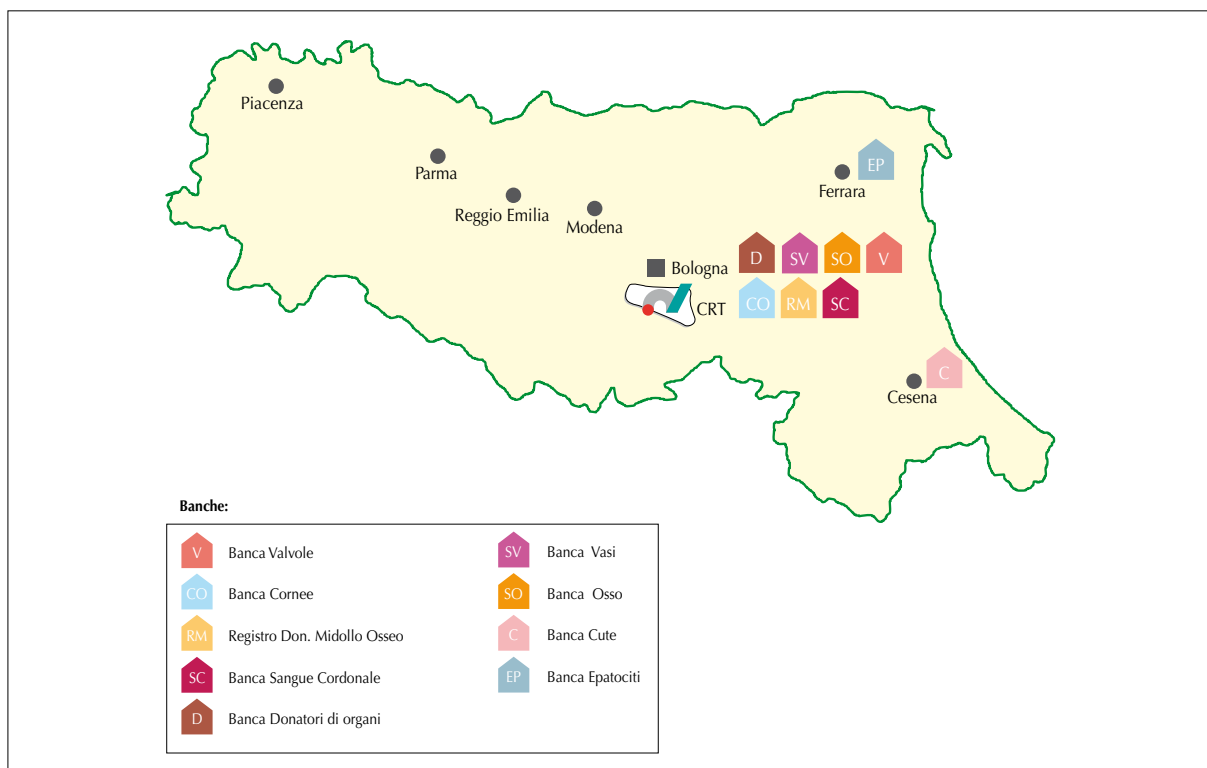 Piacenza
Parma
EP
Ferrara
Reggio Emilia
Modena
D SV SO V
Bologna
CO RM SC
CRT
C
Cesena
Banche:
V Banca Valvole
SV Banca Vasi
CO Banca Cornee
SO Banca Osso
RM Registro Don. Midollo Osseo
C Banca Cute
SC Banca Sangue Cordonale
EP Banca Epatociti
D Banca Donatori di organi